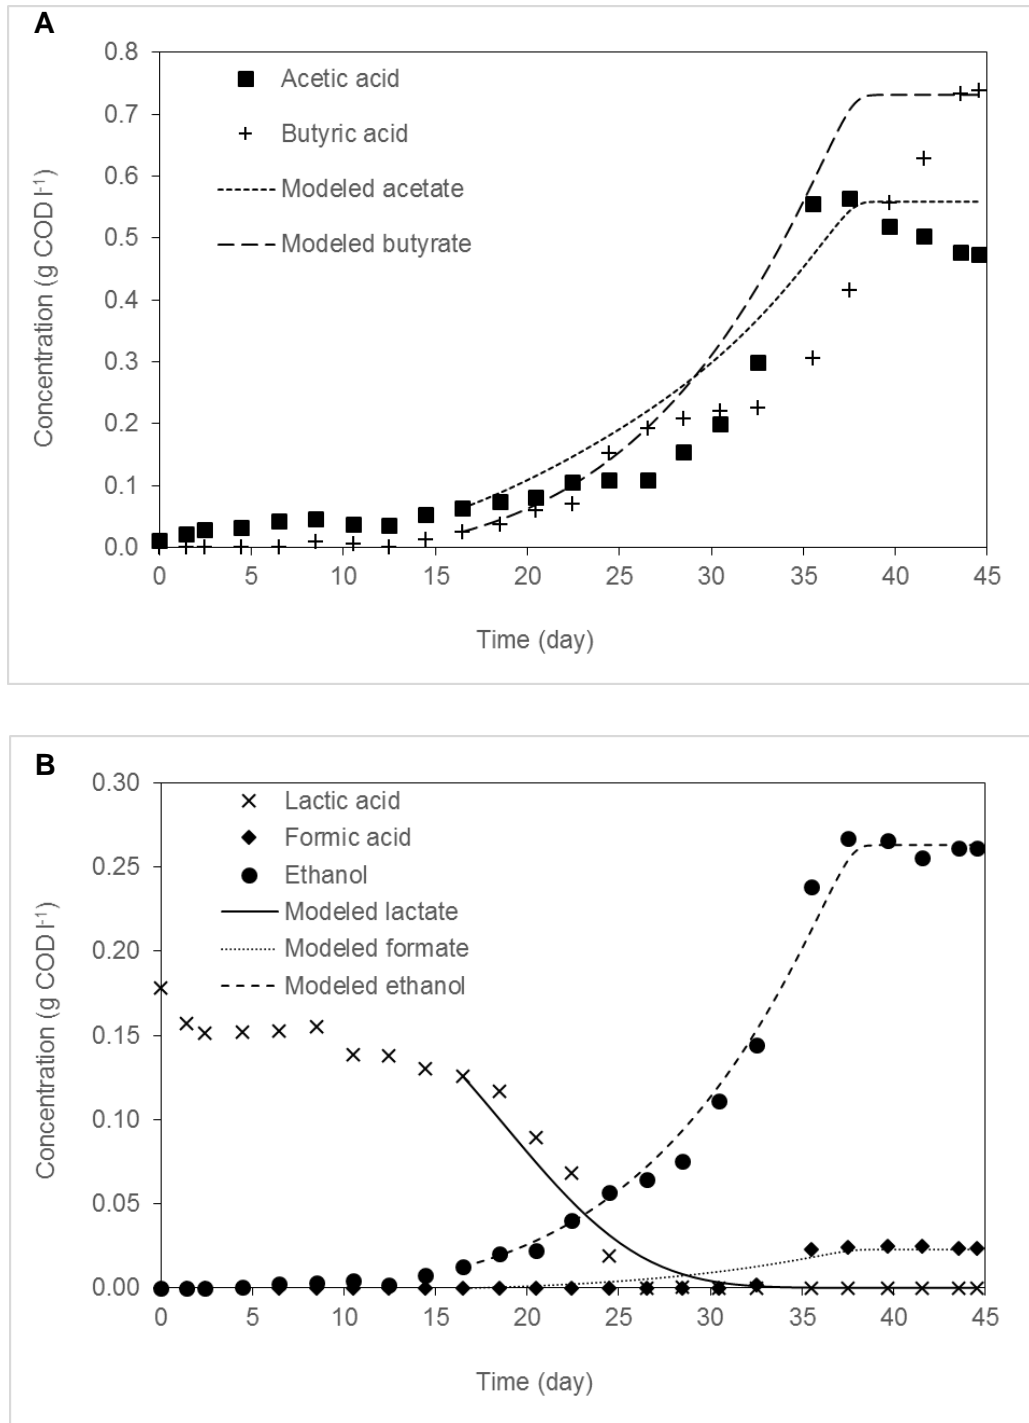 A
0.8
0.7
0.6
0.5
0.4
0.3
0.2
0.1
0.0
Concentration (g COD l-1)
Acetic acid
Butyric acid
Modeled acetate
Modeled butyrate
0 5 10 15 20 25 30 35 40 45
Time (day)
B
0.30
0.25
0.20
0.15
0.10
0.05
0.00
Concentration (g COD l-1)
Lactic acid
Formic acid
Ethanol
Modeled lactate
Modeled formate
Modeled ethanol
0 5 10 15 20 25 30 35 40 45
Time (day)